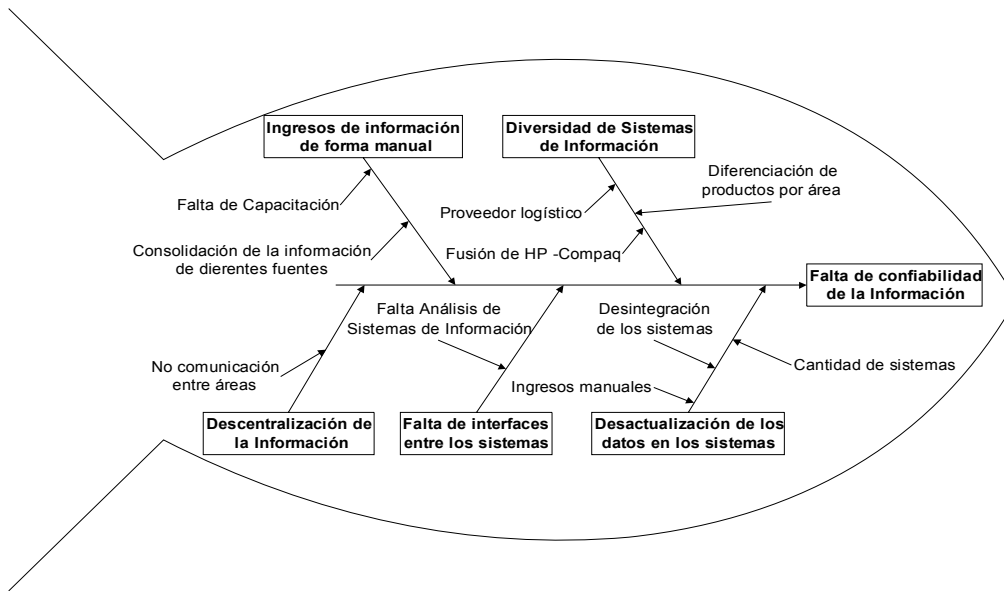 Ingresos de información
de forma manual
Diversidad de Sistemas
de Información
Diferenciación de
productos por área
Falta de Capacitación
Proveedor logístico
Consolidación de la información
de dierentes fuentes
Fusión de HP -Compaq
Falta de confiabilidad
de la Información
Falta Análisis de
Sistemas de Información
Desintegración
de los sistemas
No comunicación
entre áreas
Cantidad de sistemas
Ingresos manuales
Descentralización de
la Información
Falta de interfaces
entre los sistemas
Desactualización de los
datos en los sistemas